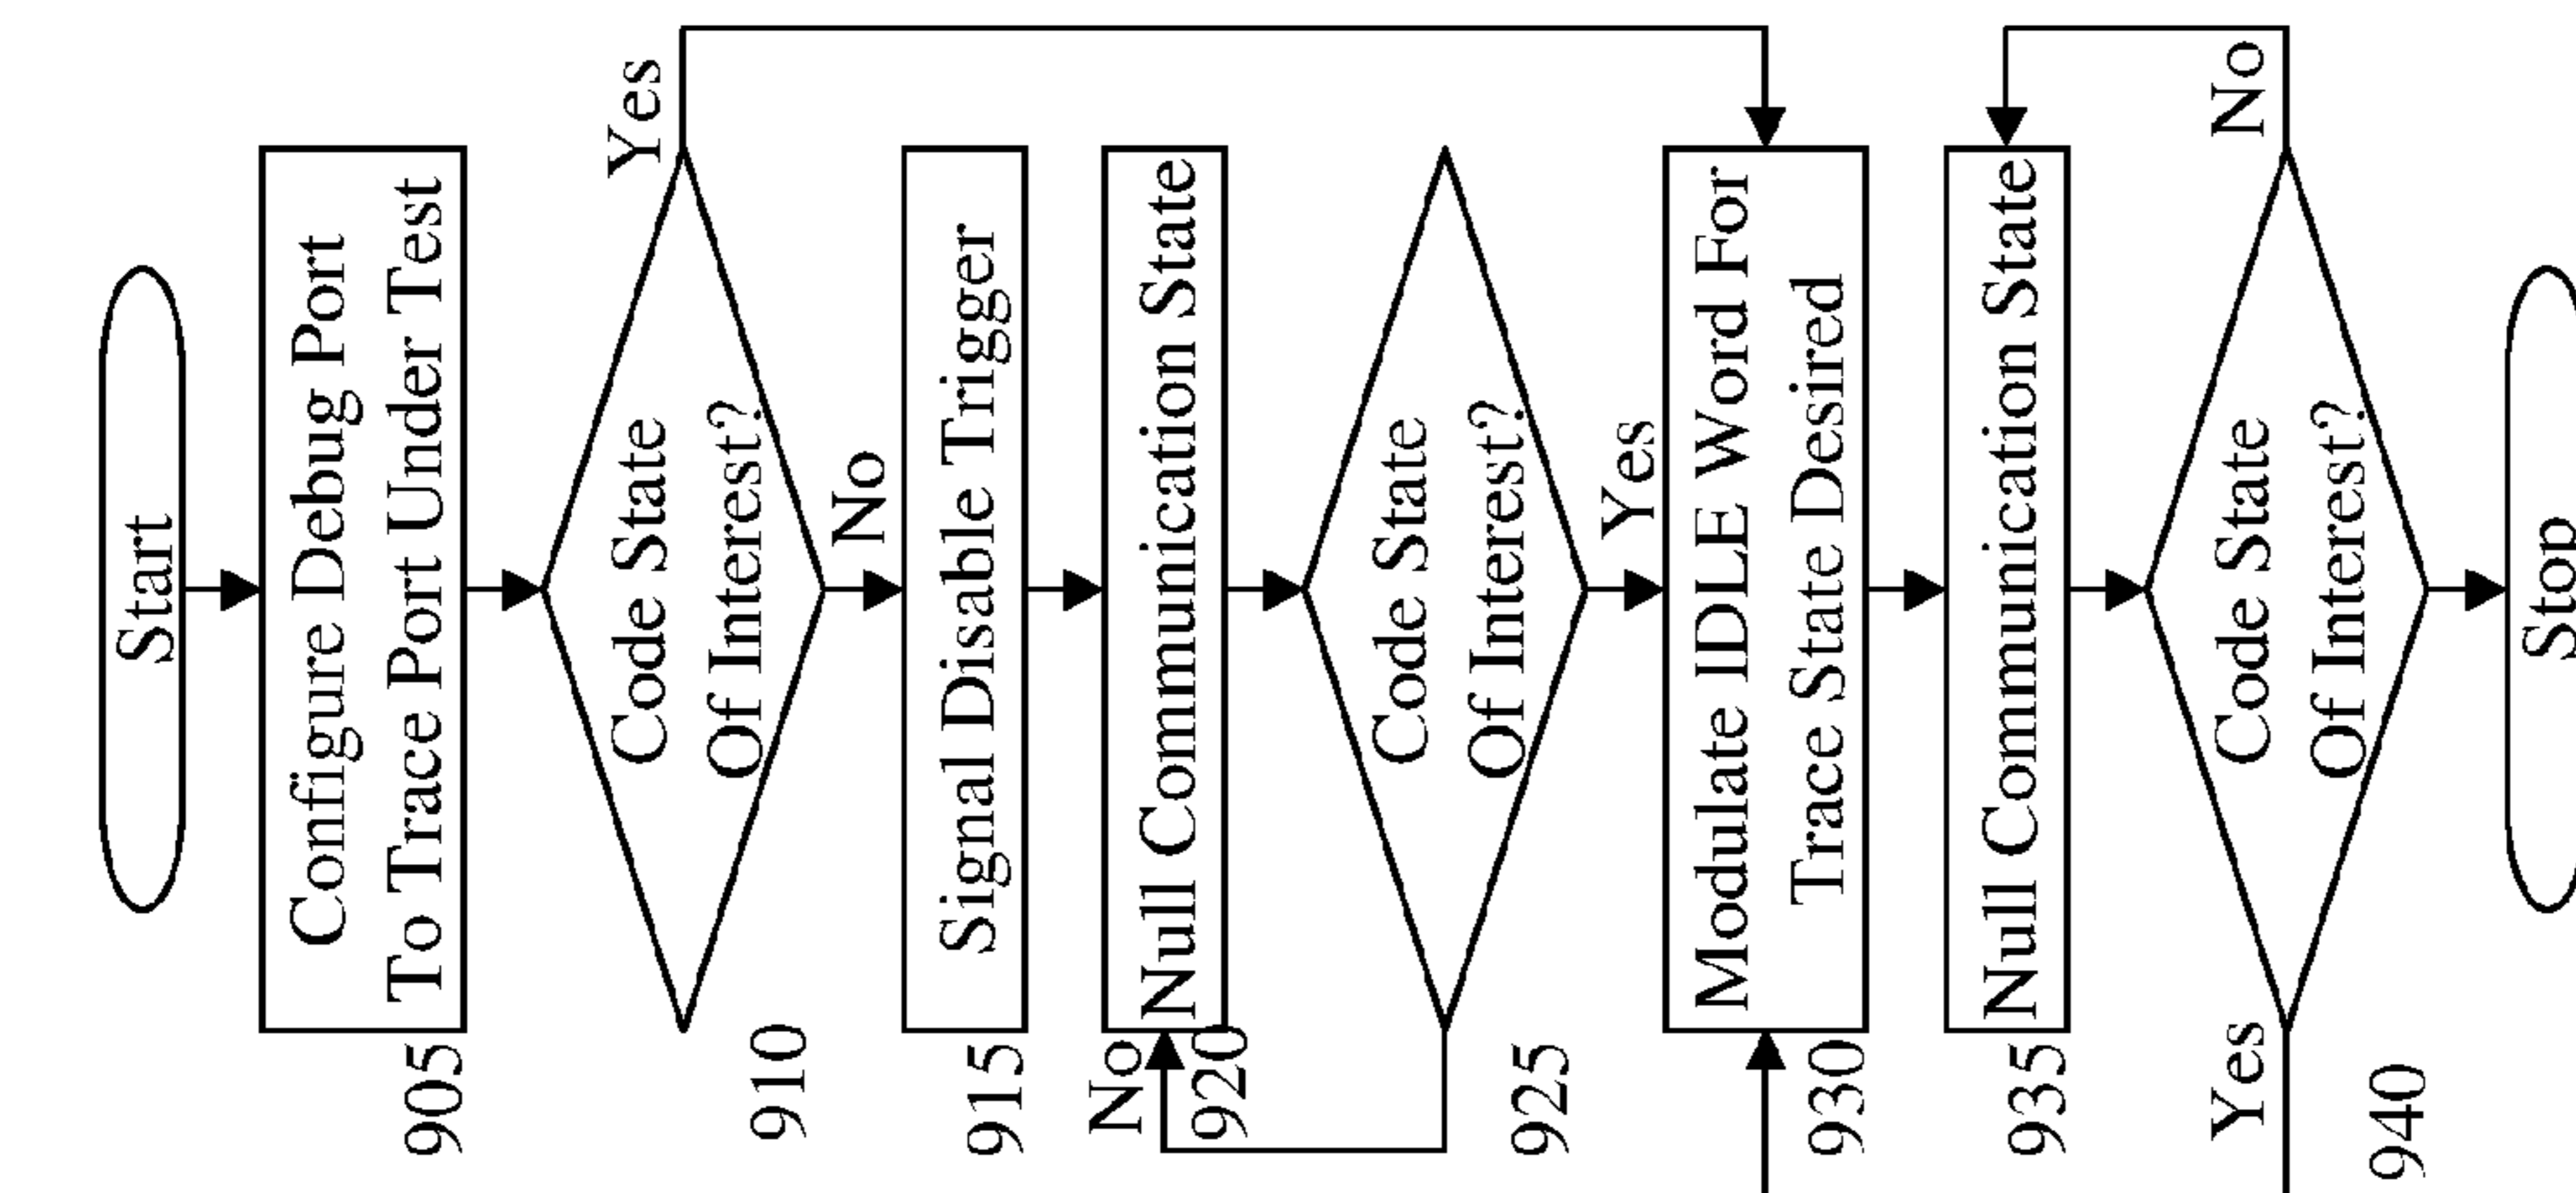 Start
Configure Debug Port
To Trace Port Under Test
905
Yes
Code State
Of Interest?
910
No
Signal Disable Trigger
915
No
Null Communication State
920
Code State
Of Interest?
925
Yes
Modulate IDLE Word For
Trace State Desired
930
Null Communication State
935
No
Code State
Of Interest?
Yes
940
Stop